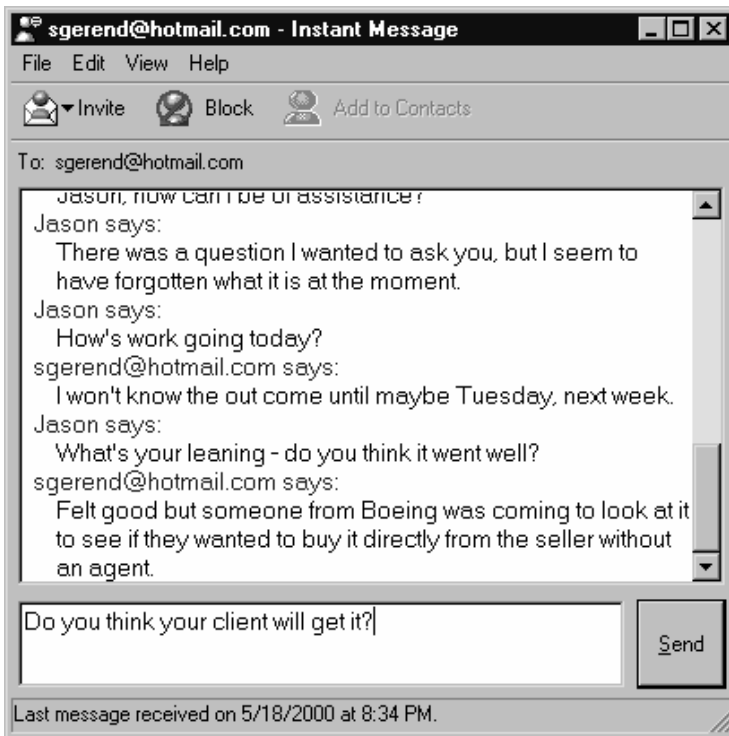 sgerend@hotmail.com - Instant Message
File Edit View Help
Invite Block Add to Contacts
To: sgerend@hotmail.com
Jason, how can I be of assistance?
Jason says:
There was a question I wanted to ask you, but I seem to
have forgotten what it is at the moment.
Jason says:
How's work going today?
sgerend@hotmail.com says:
I won't know the out come until maybe Tuesday, next week.
Jason says:
What's your leaning - do you think it went well?
sgerend@hotmail.com says:
Felt good but someone from Boeing was coming to look at it
to see if they wanted to buy it directly from the seller without
an agent.
Do you think your client will get it?
Send
Last message received on 5/18/2000 at 8:34 PM.